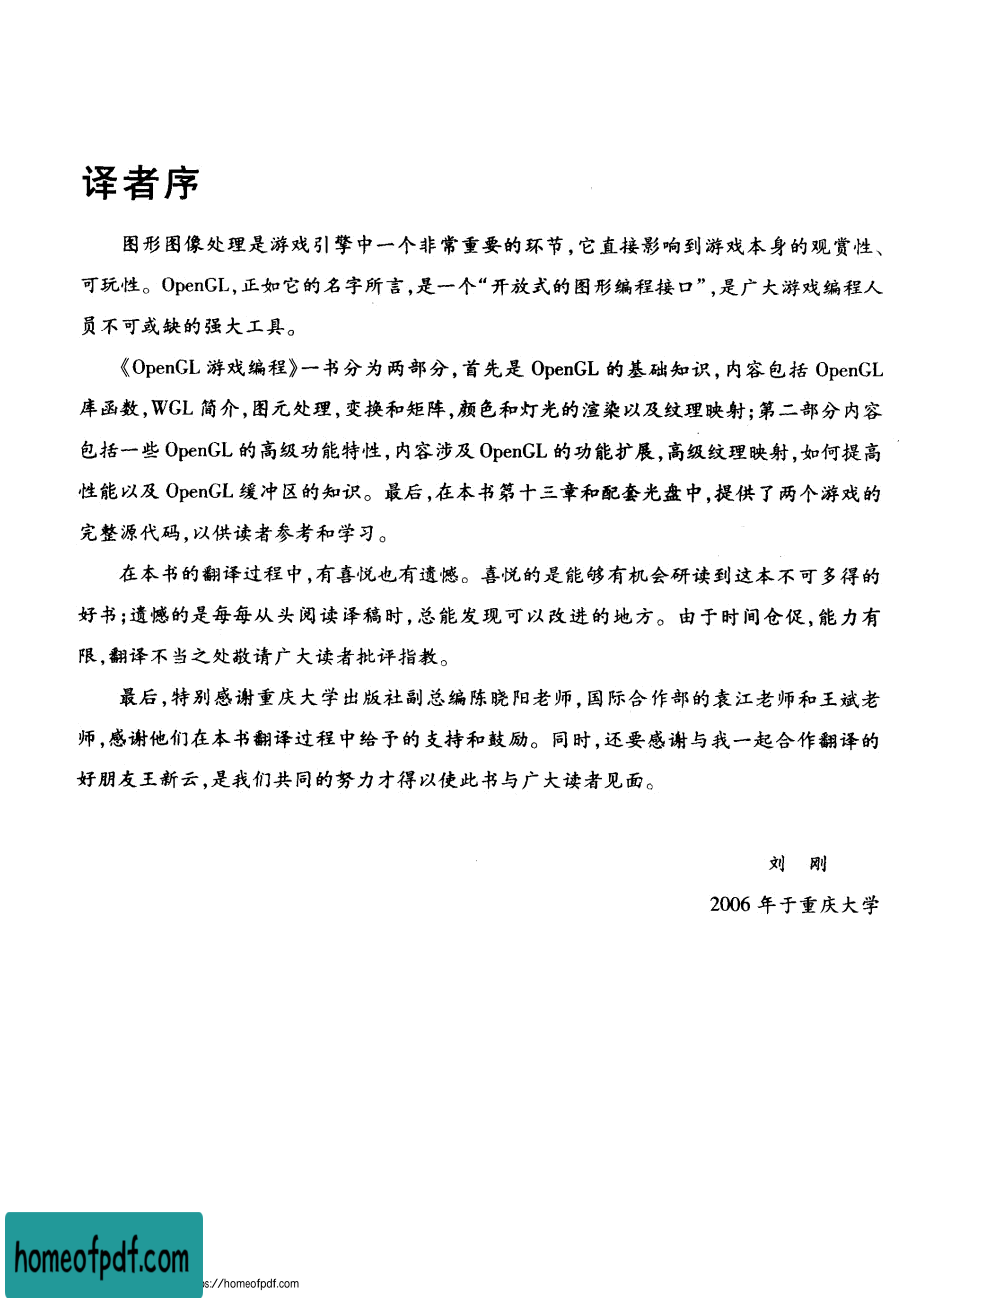 译者序
图形图像处理是游戏引擎中一个非常重要的环节,它直接影响到游戏本身的观赏性、
可玩性。OpenGL,正如它的名字所言,是一个“开放式的图形编程接口”,是广大游戏编程人
员不可或缺的强大工具。
《OpenGL 游戏编程》一书分为两部分,首先是 OpenGL 的基础知识,内容包括 OpenGL
库函数,WGL 简介,图元处理,变换和矩阵,颜色和灯光的渲染以及纹理映射;第二部分内容
包括一些 OpenGL 的高级功能特性,内容涉及 OpenGL 的功能扩展,高级纹理映射,如何提高
性能以及 OpenGL 缓冲区的知识。最后,在本书第十三章和配套光盘中,提供了两个游戏的
完整源代码,以供读者参考和学习。
在本书的翻译过程中,有喜悦也有遗憾。喜悦的是能够有机会研读到这本不可多得的
好书;遗憾的是每每从头阅读译稿时,总能发现可以改进的地方。由于时间仓促,能力有
限,翻译不当之处敬请广大读者批评指教。
最后,特别感谢重庆大学出版社副总编陈晓阳老师,国际合作部的袁江老师和王斌老
师,感谢他们在本书翻译过程中给予的支持和鼓励。同时,还要感谢与我一起合作翻译的
好朋友王新云,是我们共同的努力才得以使此书与广大读者见面。
刘 刚
2006 年于重庆大学
homeofpdf.com
ps://homeofpdf.com